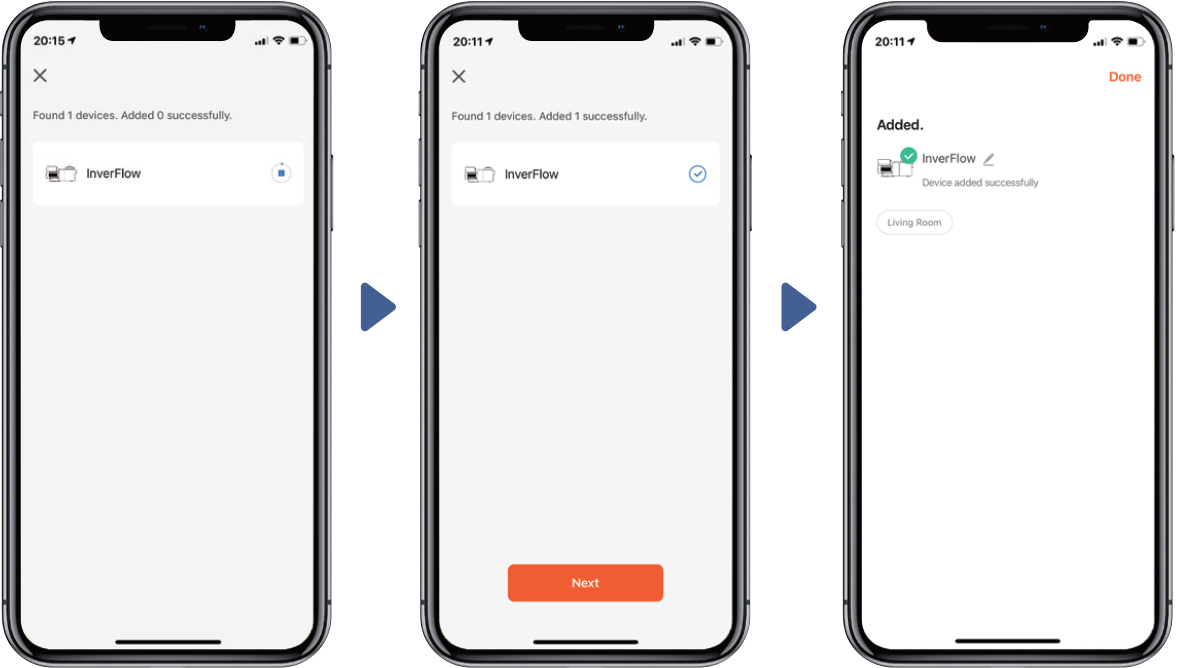 20:15
Found 1 devices. Added 0 successfully.
InverFlow
20:11
Found 1 devices. Added 1 successfully.
InverFlow
Next
20:11
Done
Added.
InverFlow
Device added successfully
Living Room